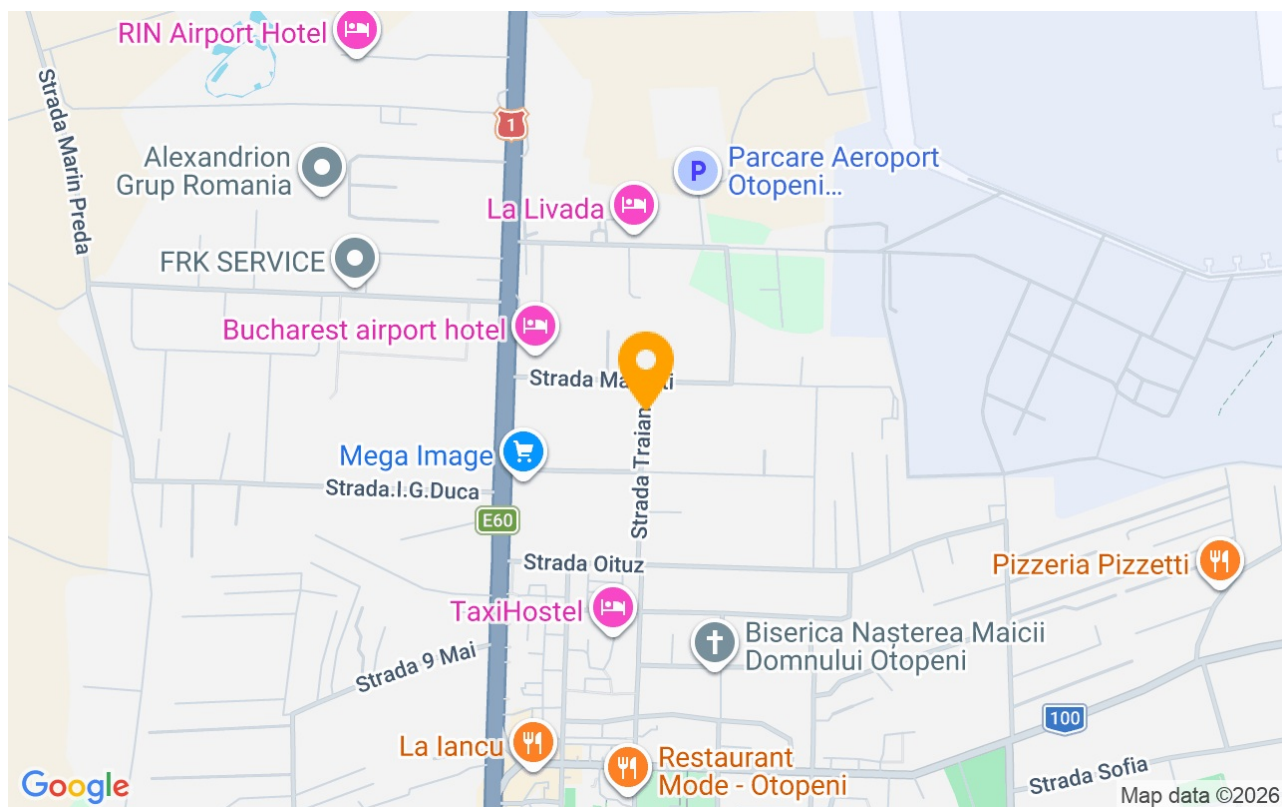 RIN Airport Hotel
Strada Marin Preda
1
Alexandrion
Grup Romania
P
Parcare Aeroport
Otopeni...
La Livada
FRK SERVICE
Bucharest airport hotel
Strada
Strada Traian
Mega Image
Strada.I.G.Duca
E60
Strada Oituz
Pizzeria Pizzetti
TaxiHostel
Biserica Nașterea Maicii
Domnului Otopeni
Strada 9 Mai
100
La Iancu
Restaurant
Mode - Otopeni
Strada Sofia
Google
Map data ©2026